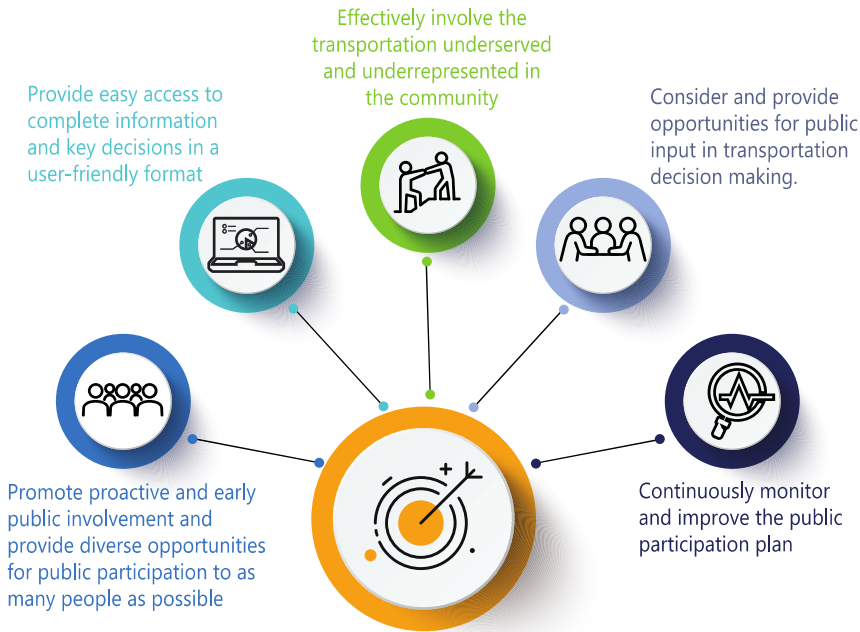 Effectively involve the
transportation underserved
and underrepresented in
the community
Provide easy access to
complete information
and key decisions in a
user-friendly format
Consider and provide
opportunities for public
input in transportation
decision making.
Promote proactive and early
public involvement and
provide diverse opportunities
for public participation to as
many people as possible
Continuously monitor
and improve the public
participation plan